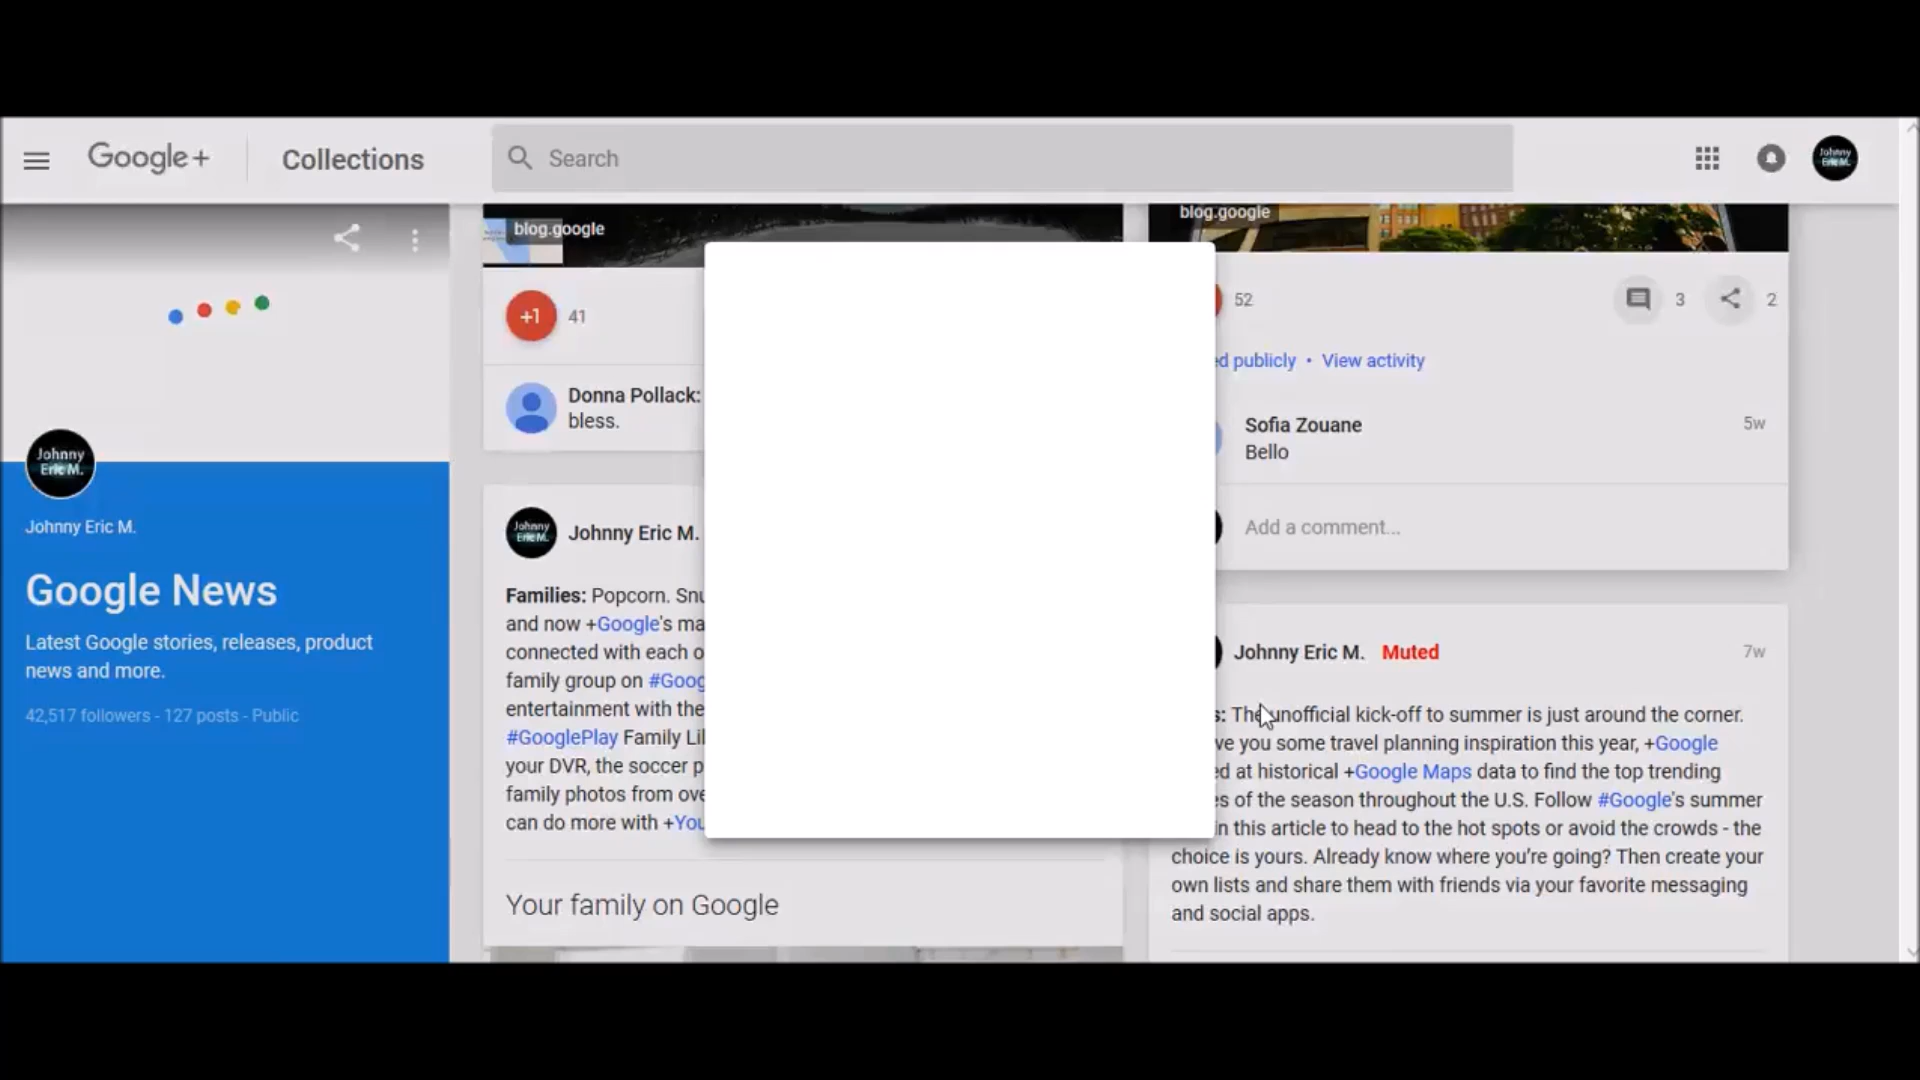 Google+
Collections
Search
Johnny
Eric M.
Johnny
Eric M.
Johnny Eric M.
Google News
Latest Google stories, releases, product
news and more.
42,517 followers - 127 posts - Public
blog.google
+1 41
Donna Pollack:
bless.
Johnny
Eric M.
Johnny Eric M.
Families: Popcorn.
and now +Google's
connected with each
family group on
entertainment with the
#GooglePlay Family
your DVR, the soccer
family photos from
can do more with
Your family on Google
blog.google
52
3
2
publicly • View activity
Sofia Zouane 5w
Bello
Add a comment...
Johnny Eric M. Muted 7w
The unofficial kick-off to summer is just around the corner.
you some travel planning inspiration this year, +Google
at historical +Google Maps data to find the top trending
of the season throughout the U.S. Follow #Google's summer
in this article to head to the hot spots or avoid the crowds - the
choice is yours. Already know where you’re going? Then create your
own lists and share them with friends via your favorite messaging
and social apps.